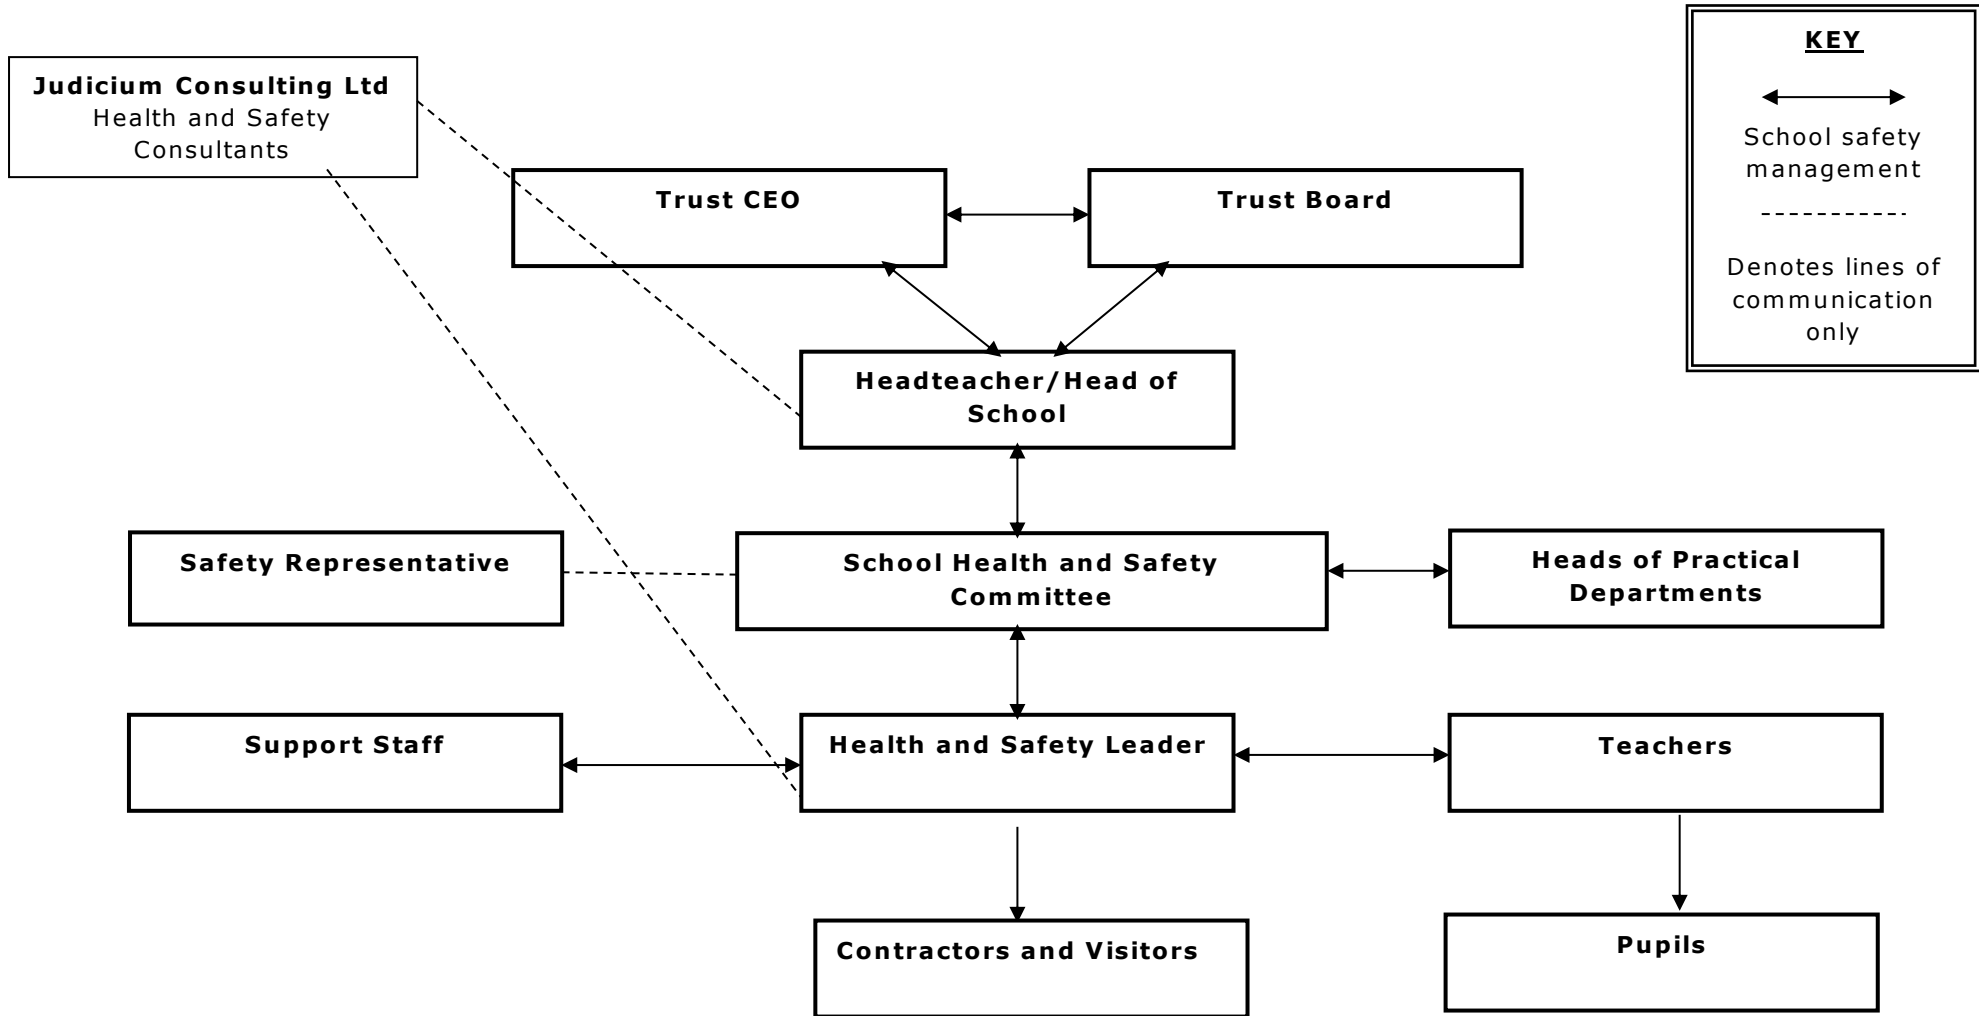 Judicium Consulting Ltd
Health and Safety
Consultants
KEY
School safety
management
Denotes lines of
communication
only
Trust CEO
Trust Board
Headteacher/Head of
School
Safety Representative
School Health and Safety
Committee
Heads of Practical
Departments
Support Staff
Health and Safety Leader
Teachers
Contractors and Visitors
Pupils